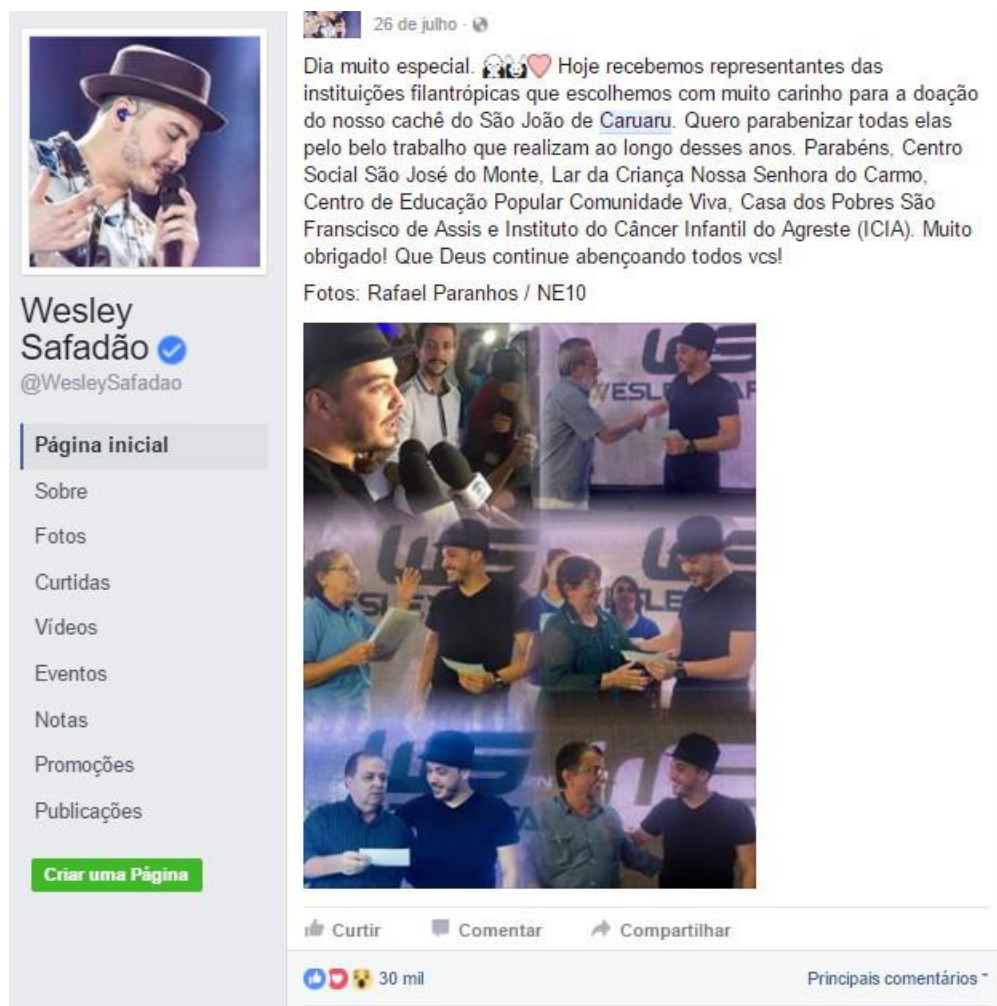 26 de julho ·
Dia muito especial. Hoje recebemos representantes das
instituições filantrópicas que escolhemos com muito carinho para a doação
do nosso cachê do São João de Caruaru. Quero parabenizar todas elas
pelo belo trabalho que realizam ao longo desses anos. Parabéns, Centro
Social São José do Monte, Lar da Criança Nossa Senhora do Carmo,
Centro de Educação Popular Comunidade Viva, Casa dos Pobres São
Franscisco de Assis e Instituto do Câncer Infantil do Agreste (ICIA). Muito
obrigado! Que Deus continue abençoando todos vcs!
Fotos: Rafael Paranhos / NE10
WS
WESL
Wesley
Safadão
@WesleySafadao
Página inicial
Sobre
Fotos
Curtidas
Vídeos
Eventos
Notas
Promoções
Publicações
Criar uma Página
Curtir Comentar Compartilhar
30 mil Principais comentários